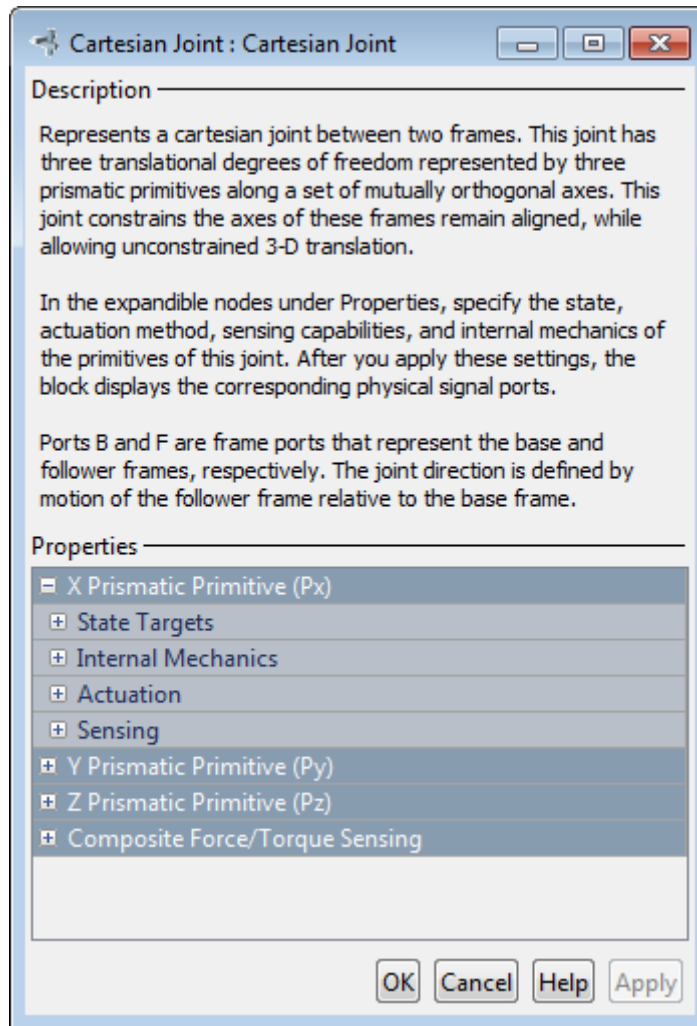 Cartesian Joint : Cartesian Joint
Description
Represents a cartesian joint between two frames. This joint has
three translational degrees of freedom represented by three
prismatic primitives along a set of mutually orthogonal axes. This
joint constrains the axes of these frames remain aligned, while
allowing unconstrained 3-D translation.
In the expandible nodes under Properties, specify the state,
actuation method, sensing capabilities, and internal mechanics of
the primitives of this joint. After you apply these settings, the
block displays the corresponding physical signal ports.
Ports B and F are frame ports that represent the base and
follower frames, respectively. The joint direction is defined by
motion of the follower frame relative to the base frame.
Properties
X Prismatic Primitive (Px)
State Targets
Internal Mechanics
Actuation
Sensing
Y Prismatic Primitive (Py)
Z Prismatic Primitive (Pz)
Composite Force/Torque Sensing
OK Cancel Help Apply